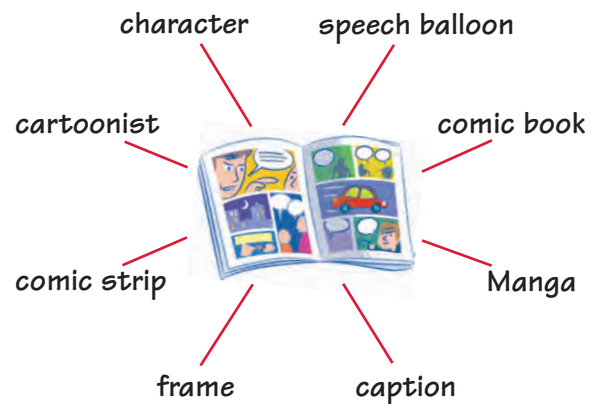 character
speech balloon
cartoonist
comic book
comic strip
Manga
frame
caption